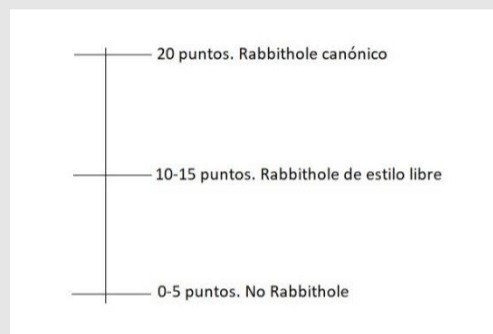 20 puntos. Rabbithole canónico
10-15 puntos. Rabbithole de estilo libre
0-5 puntos. No Rabbithole